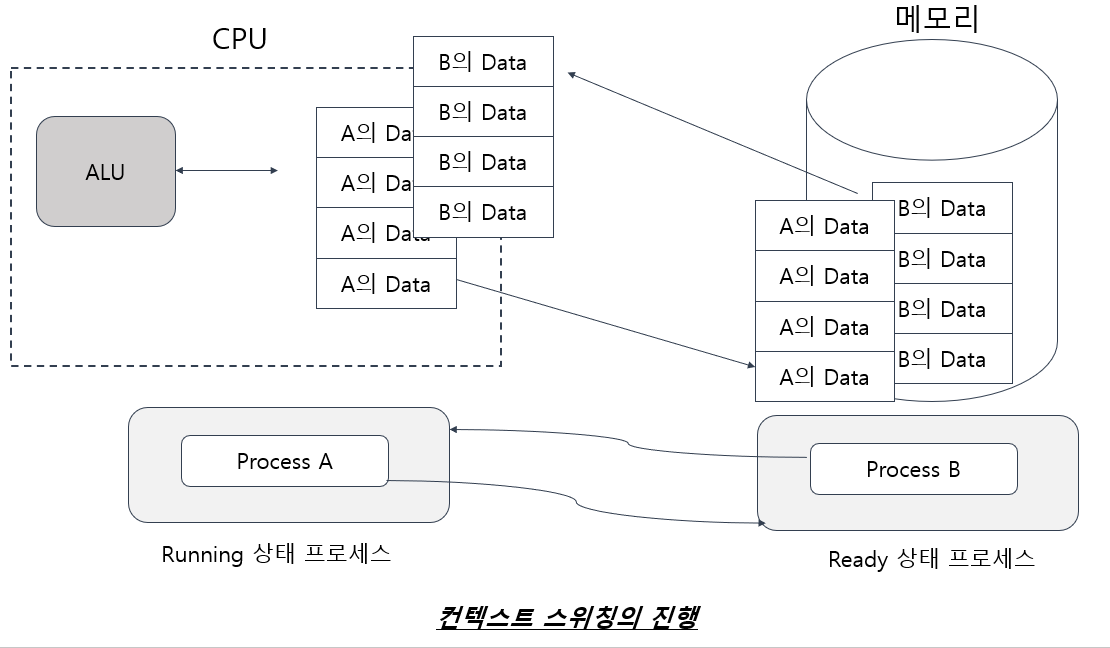 CPU
메모리
ALU
A의 Da
A의 Da
A의 Data
A의 Data
B의 Data
B의 Data
B의 Data
B의 Data
A의 Data
A의 Data
A의 Data
A의 Data
B의 Data
B의 Data
B의 Data
B의 Data
Process A
Process B
Running 상태 프로세스
Ready 상태 프로세스
컨텍스트 스위칭의 진행